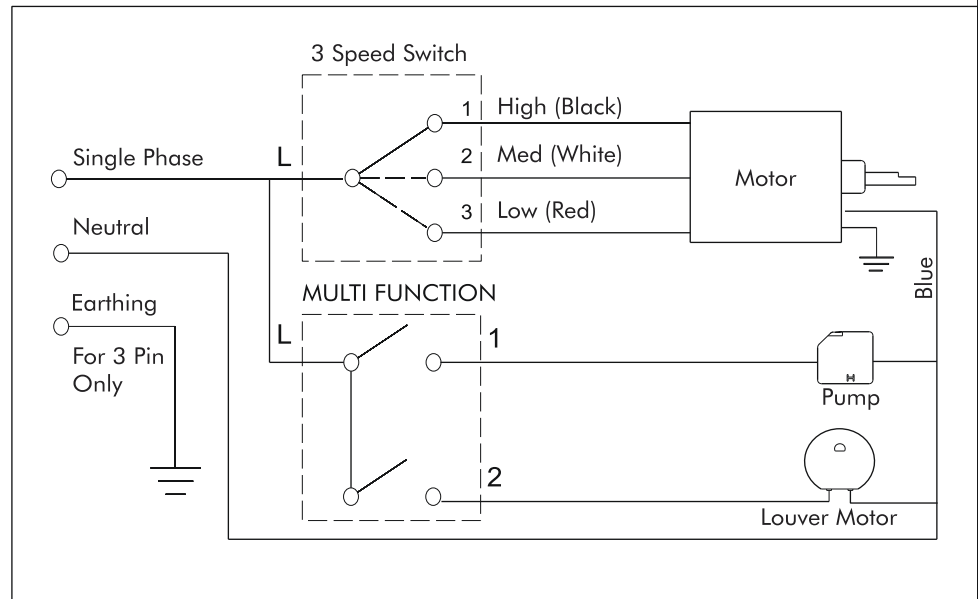 3 Speed Switch
1 High (Black)
Single Phase
L
2 Med (White)
Motor
3 Low (Red)
Neutral
Blue
MULTI FUNCTION
Earthing
L
1
For 3 Pin
Only
H
Pump
2
Louver Motor